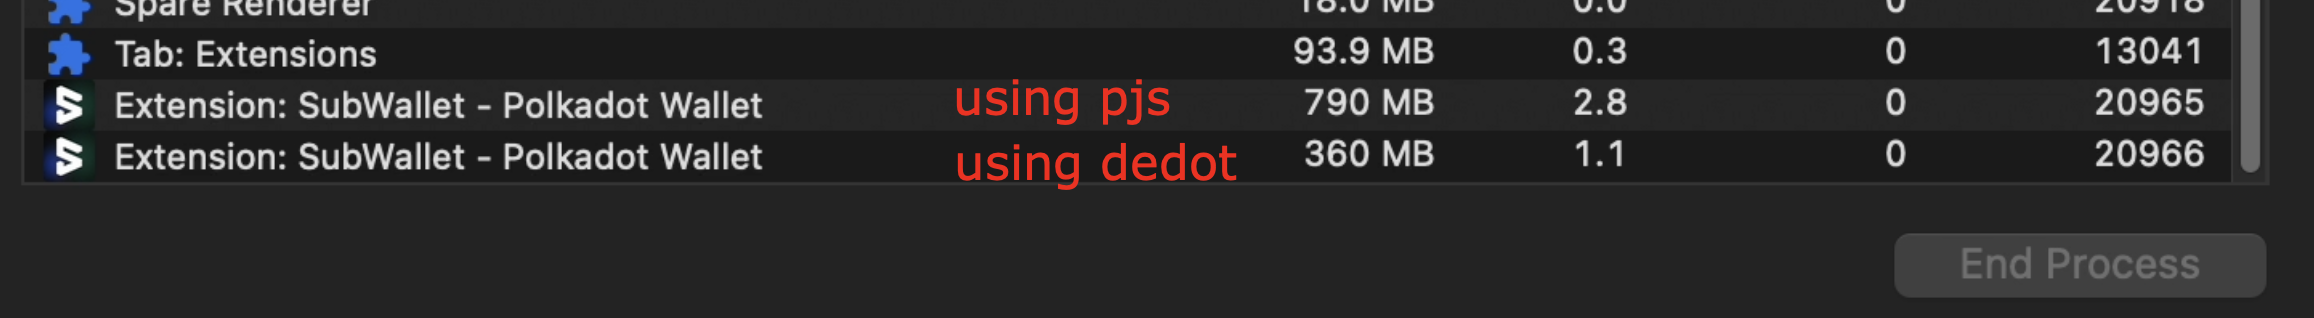 Spare Renderer 18.0 MB 0.0 0 20918
Tab: Extensions 93.9 MB 0.3 0 13041
Extension: SubWallet - Polkadot Wallet using pjs 790 MB 2.8 0 20965
Extension: SubWallet - Polkadot Wallet using dedot 360 MB 1.1 0 20966
End Process